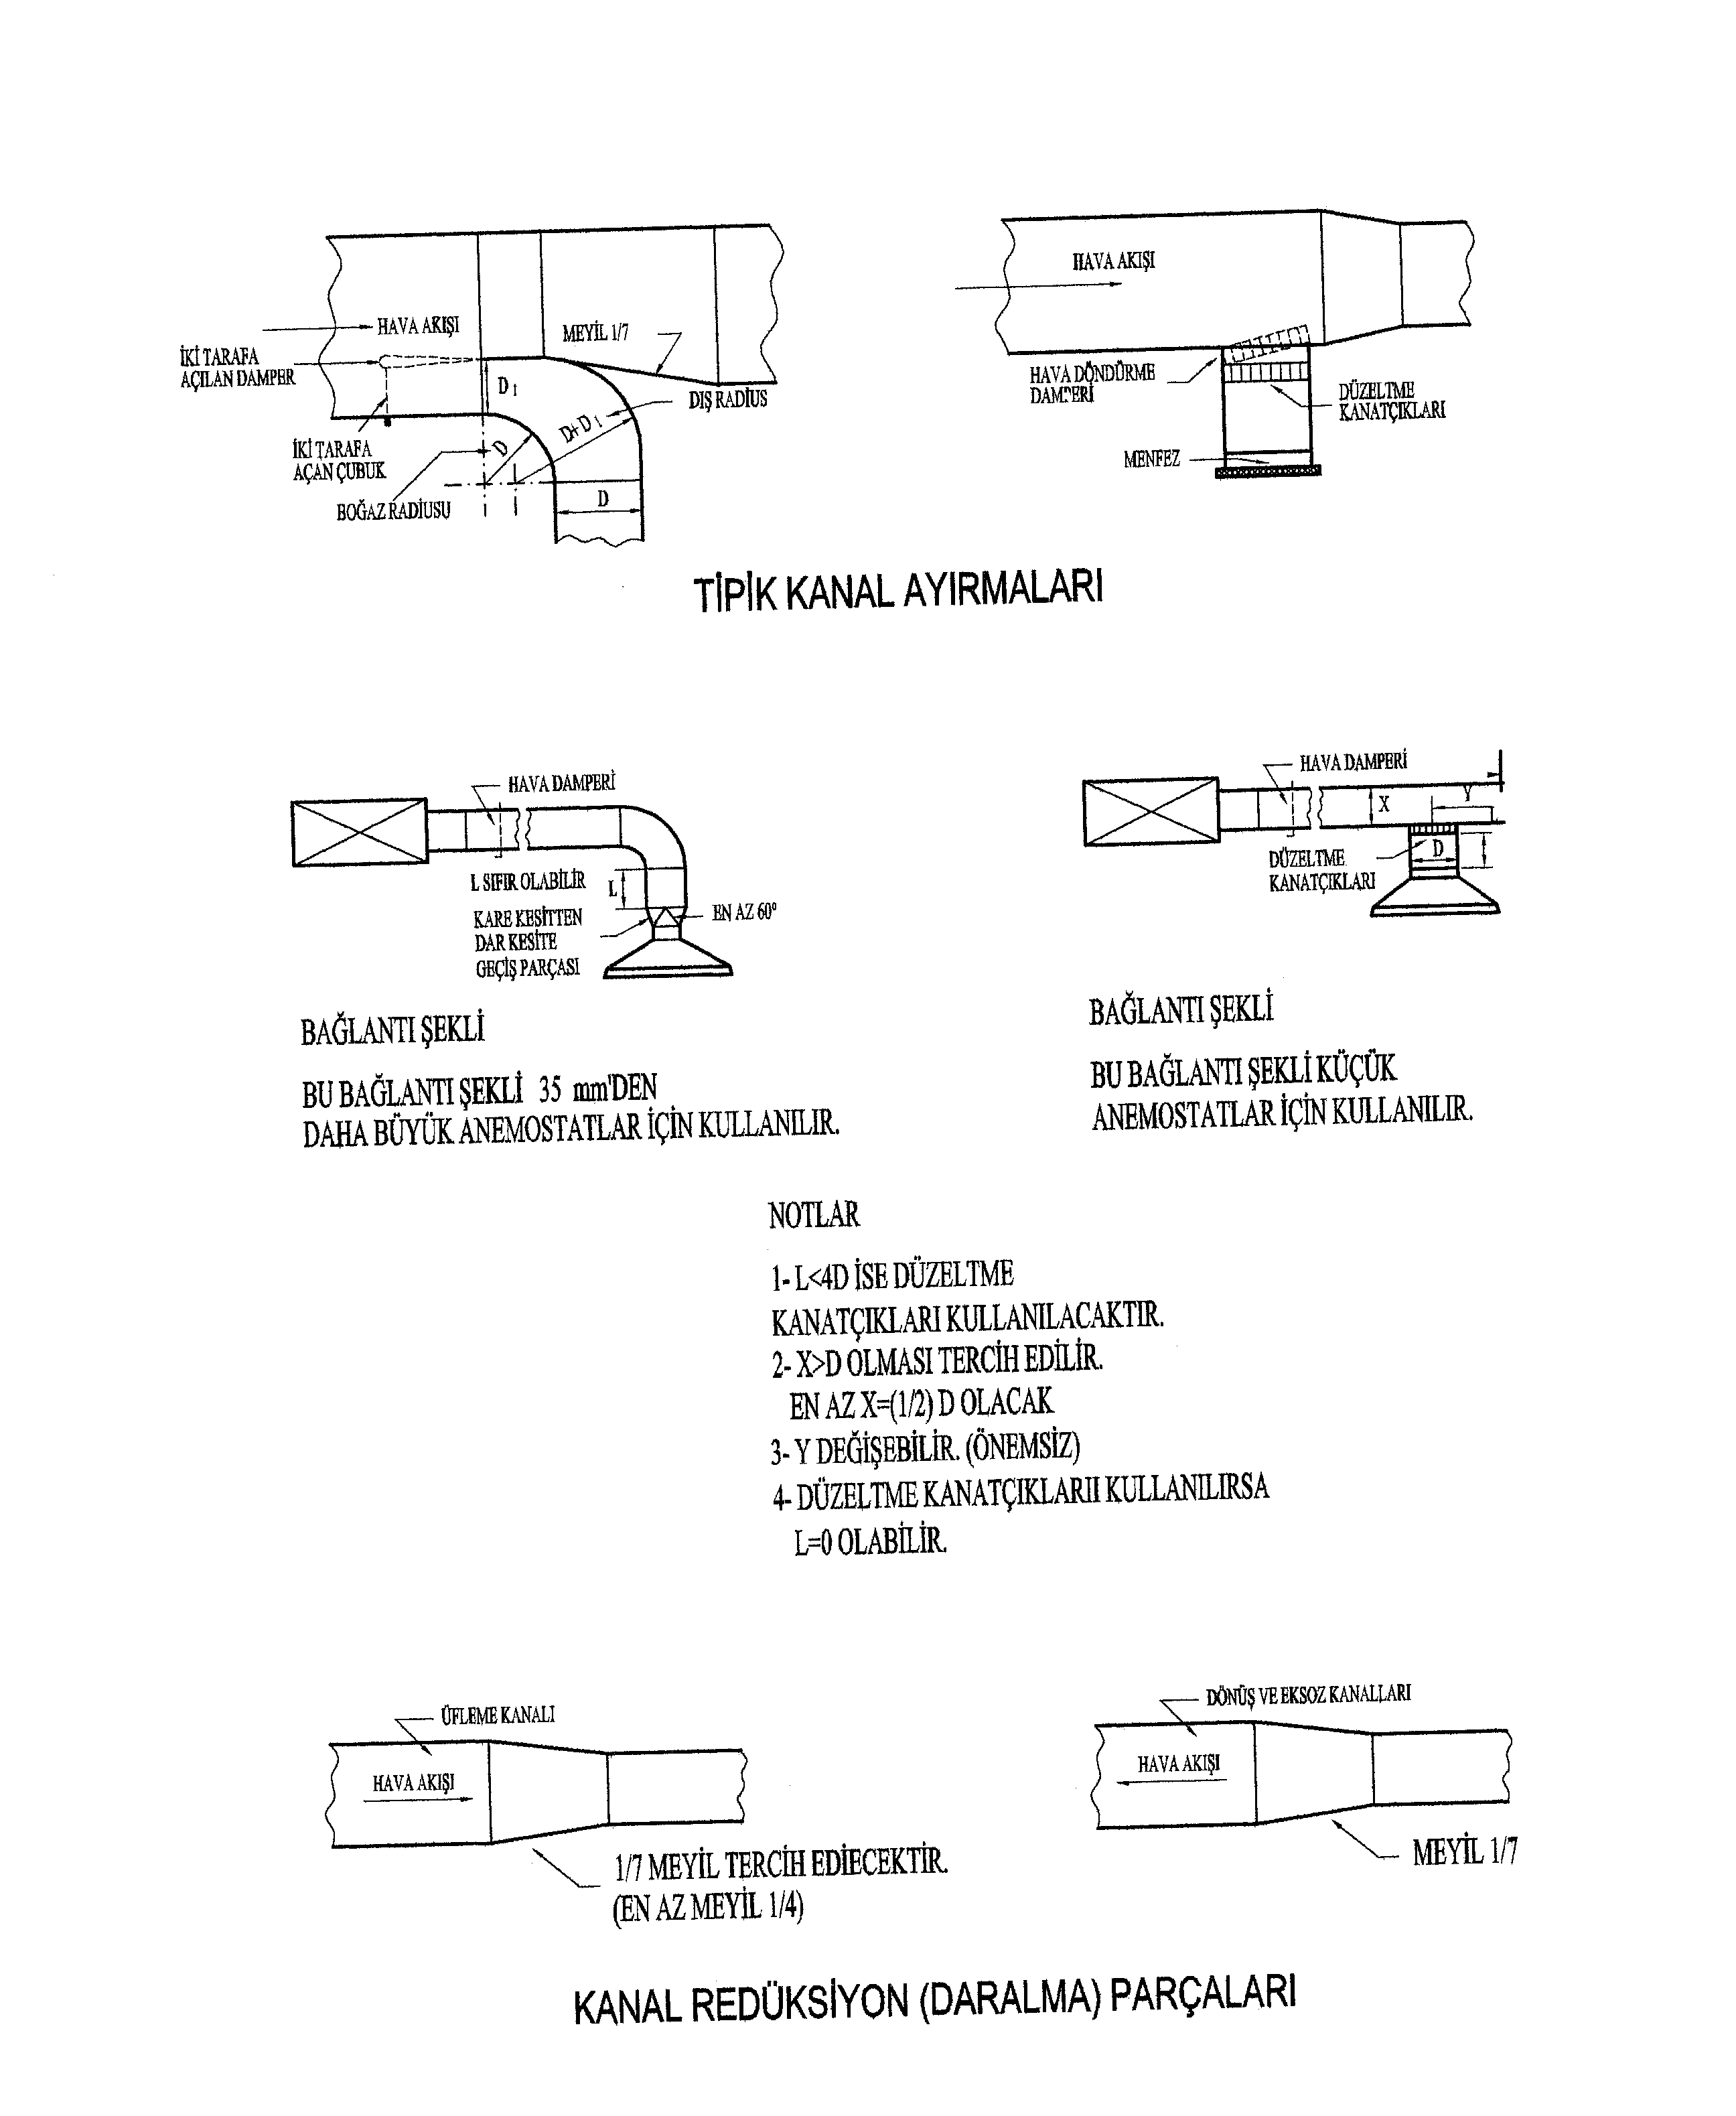 HAVA AKIŞI
MEYİL 1/7
İKİ TARAFA
AÇILAN DAMPER
D1
DIŞ RADİUS
D+D1
D
İKİ TARAFA
AÇAN ÇUBUK
BOĞAZ RADİUSU
D
HAVA AKIŞI
HAVA DÖNDÜRME
DAMPERİ
DÜZELTME
KANATÇIKLARI
MENFEZ
TİPİK KANAL AYIRMALARI
HAVA DAMPERİ
L SIFIR OLABİLİR
L
KARE KESİTTEN
DAR KESİTE
GEÇİŞ PARÇASI
EN AZ 60°
BAĞLANTI ŞEKLİ
BU BAĞLANTI ŞEKLİ 35 mm'DEN
DAHA BÜYÜK ANEMOSTATLAR İÇİN KULLANILIR.
HAVA DAMPERİ
X
Y
DÜZELTME
KANATÇIKLARI
D
BAĞLANTI ŞEKLİ
BU BAĞLANTI ŞEKLİ KÜÇÜK
ANEMOSTATLAR İÇİN KULLANILIR.
NOTLAR
1- L<4D İSE DÜZELTME
KANATÇIKLARI KULLANILACAKTIR.
2- X>D OLMASI TERCİH EDİLİR.
EN AZ X=(1/2) D OLACAK
3- Y DEĞİŞEBİLİR. (ÖNEMSİZ)
4- DÜZELTME KANATÇIKLARII KULLANILIRSA
L=0 OLABİLİR.
ÜFLEME KANALI
HAVA AKIŞI
1/7 MEYİL TERCİH EDİECEKTİR.
(EN AZ MEYİL 1/4)
DÖNÜŞ VE EKSOZ KANALLARI
HAVA AKIŞI
MEYİL 1/7
KANAL REDÜKSİYON (DARALMA) PARÇALARI